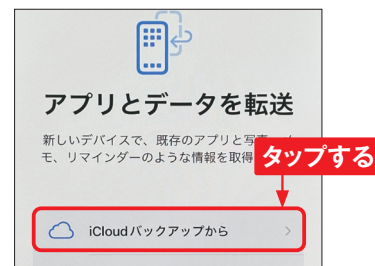 アプリとデータを転送
新しいデバイスで、既存のアプリと写真
モ、リマインダーのような情報を取得
タップする
iCloudバックアップから